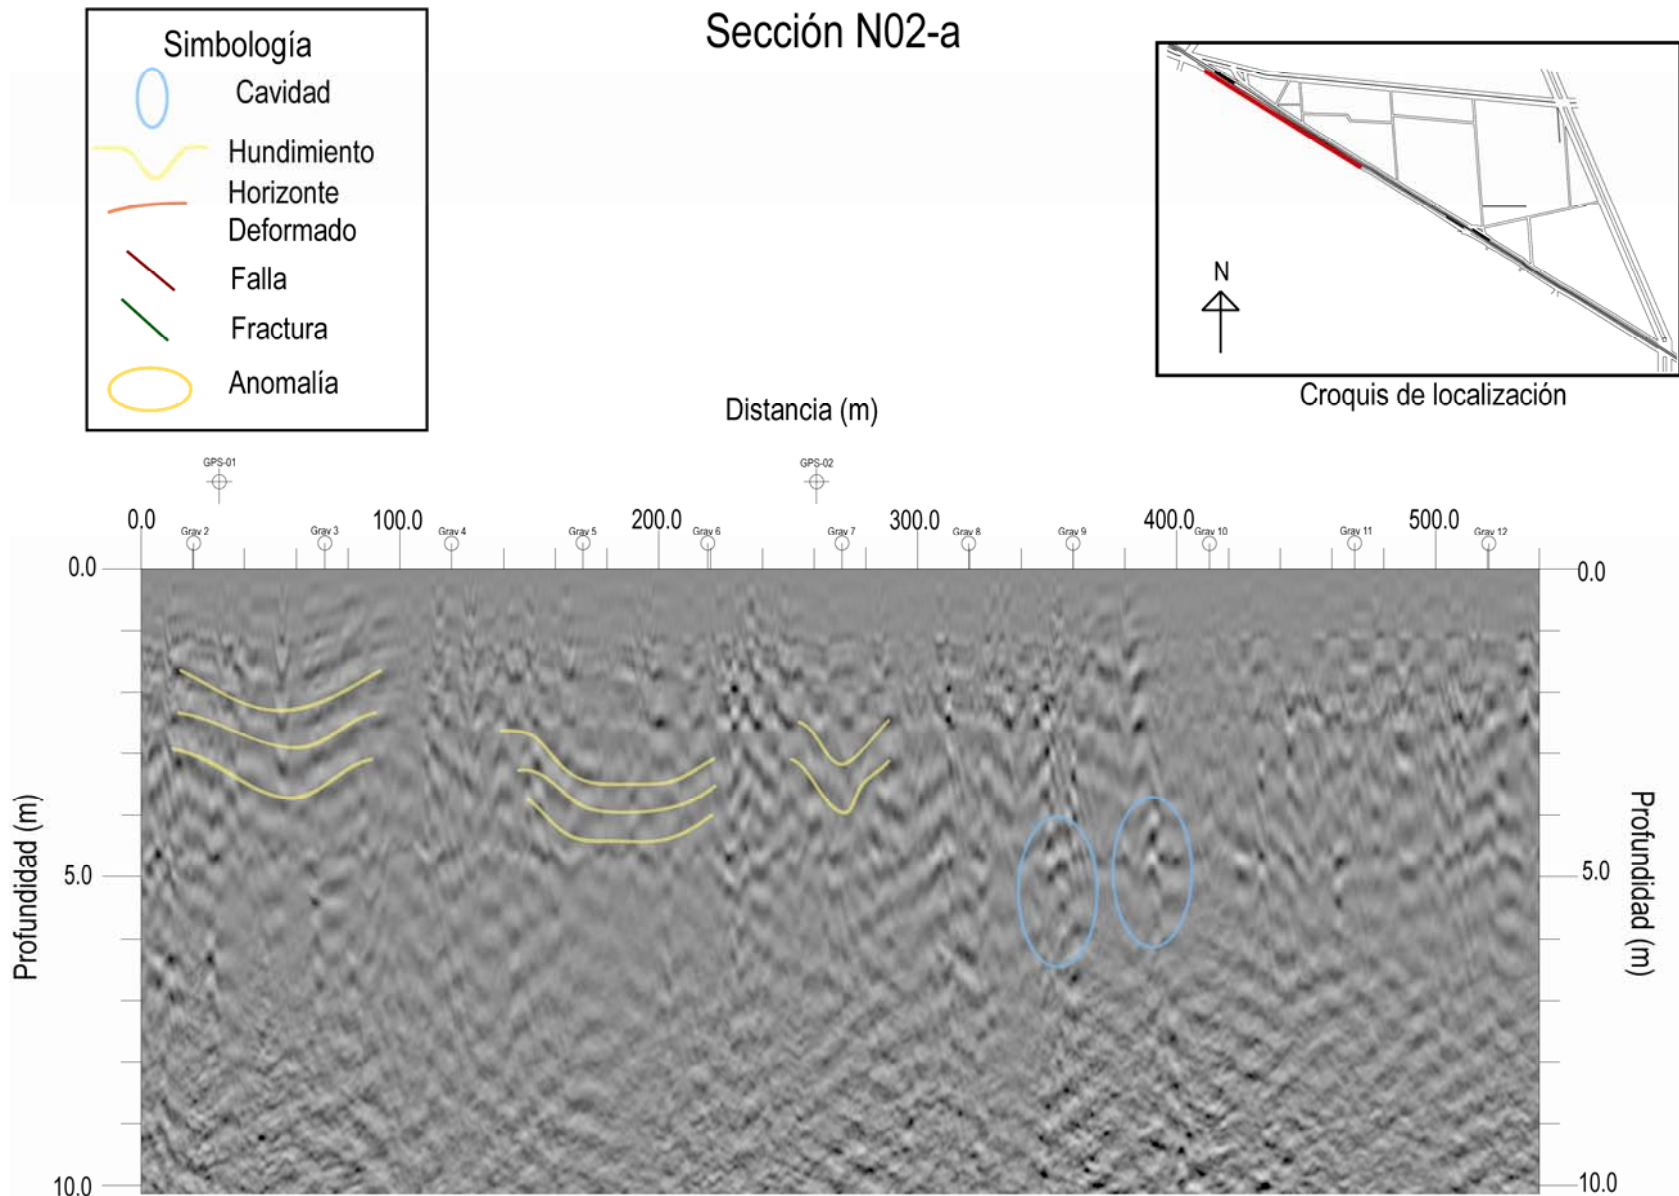 Sección N02-a
Simbología
Cavidad
Hundimiento
Horizonte
Deformado
Falla
Fractura
Anomalía
N
Croquis de localización
Distancia (m)
GPS-01
GPS-02
0.0
100.0
200.0
300.0
400.0
500.0
Grav 2
Grav 3
Grav 4
Grav 5
Grav 6
Grav 7
Grav 8
Grav 9
Grav 10
Grav 11
Grav 12
0.0
0.0
Profundidad (m)
5.0
5.0
Profundidad (m)
10.0
10.0